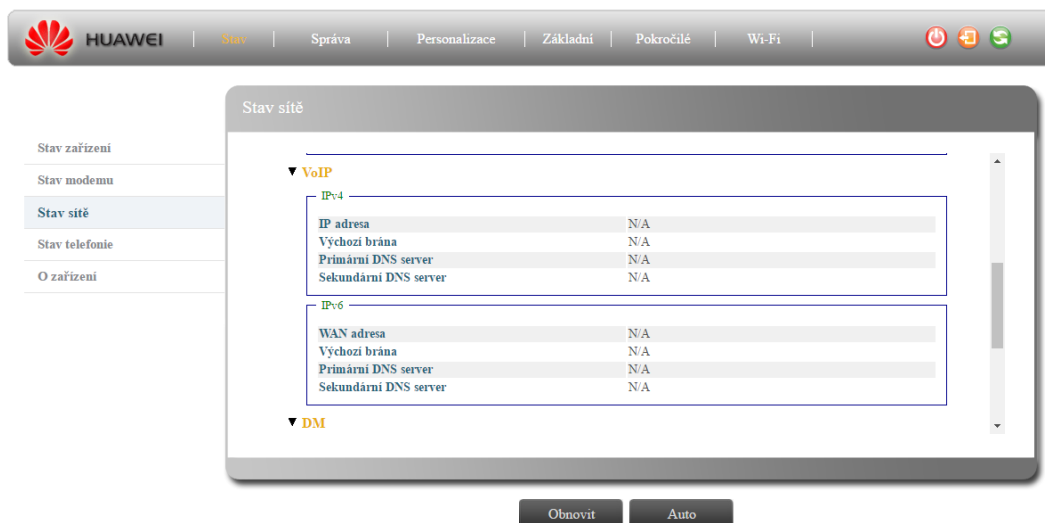 HUAWEI | Stav | Správa | Personalizace | Základní | Pokročilé | Wi-Fi |
Stav sítě
Stav zařízení
Stav modemu
Stav sítě
Stav telefonie
O zařízení
▼ VoIP
IPv4
IP adresa N/A
Výchozí brána N/A
Primární DNS server N/A
Sekundární DNS server N/A
IPv6
WAN adresa N/A
Výchozí brána N/A
Primární DNS server N/A
Sekundární DNS server N/A
▼ DM
Obnovit Auto